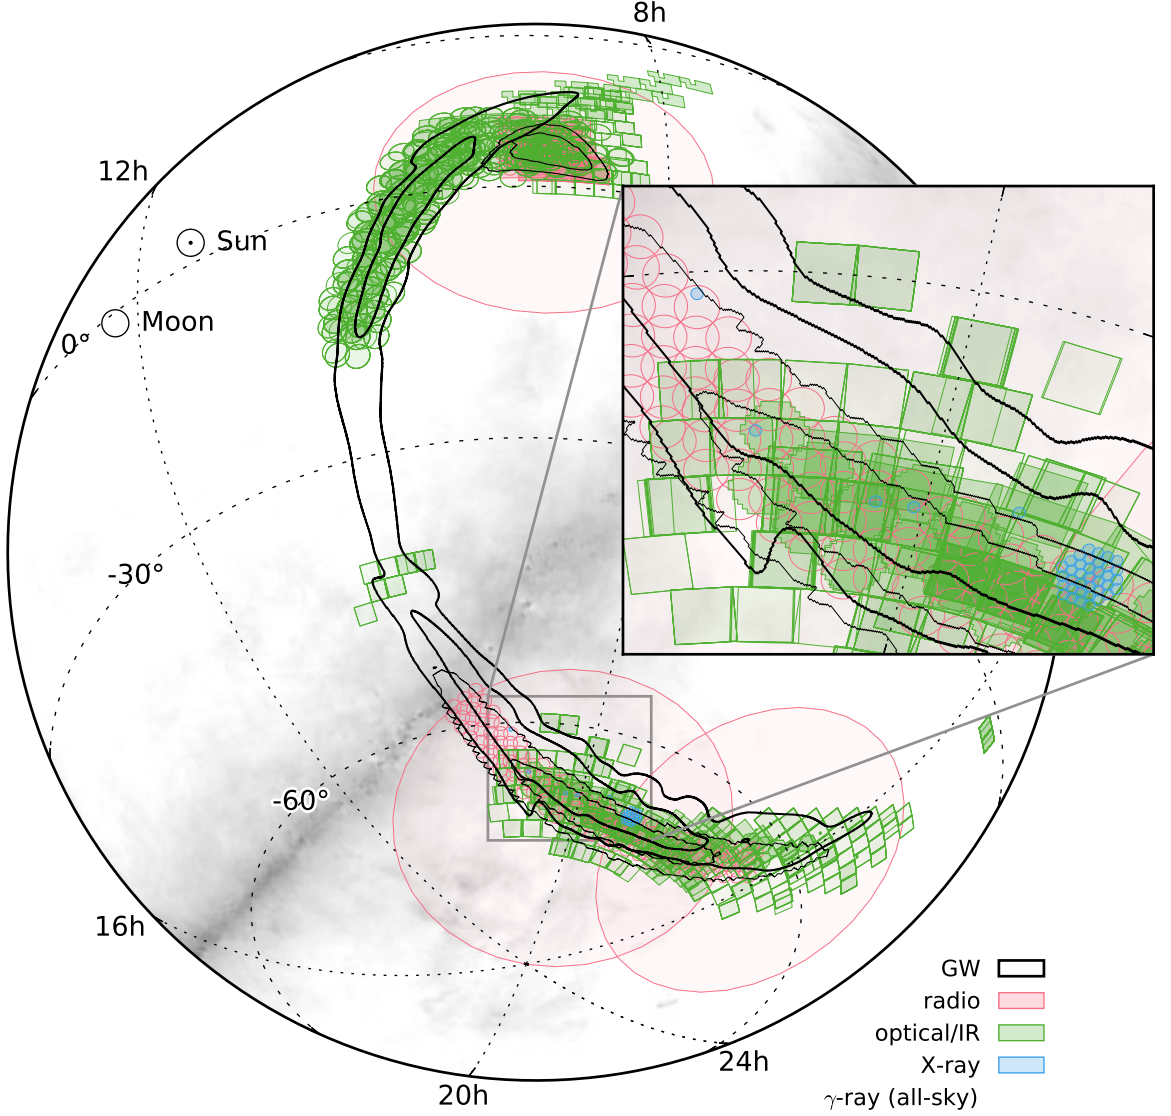 8h
12h
Sun
Moon
0°
-30°
-60°
16h
GW
radio
optical/IR
24h
X-ray
20h
γ-ray (all-sky)